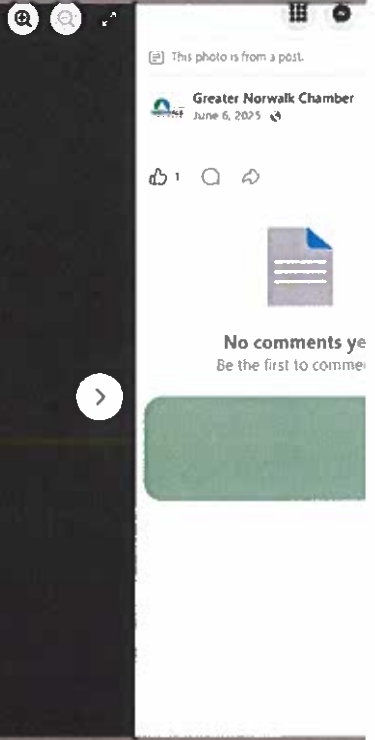 This photo is from a post.
Greater Norwalk Chamber
June 6, 2025
1
No comments ye
Be the first to comme